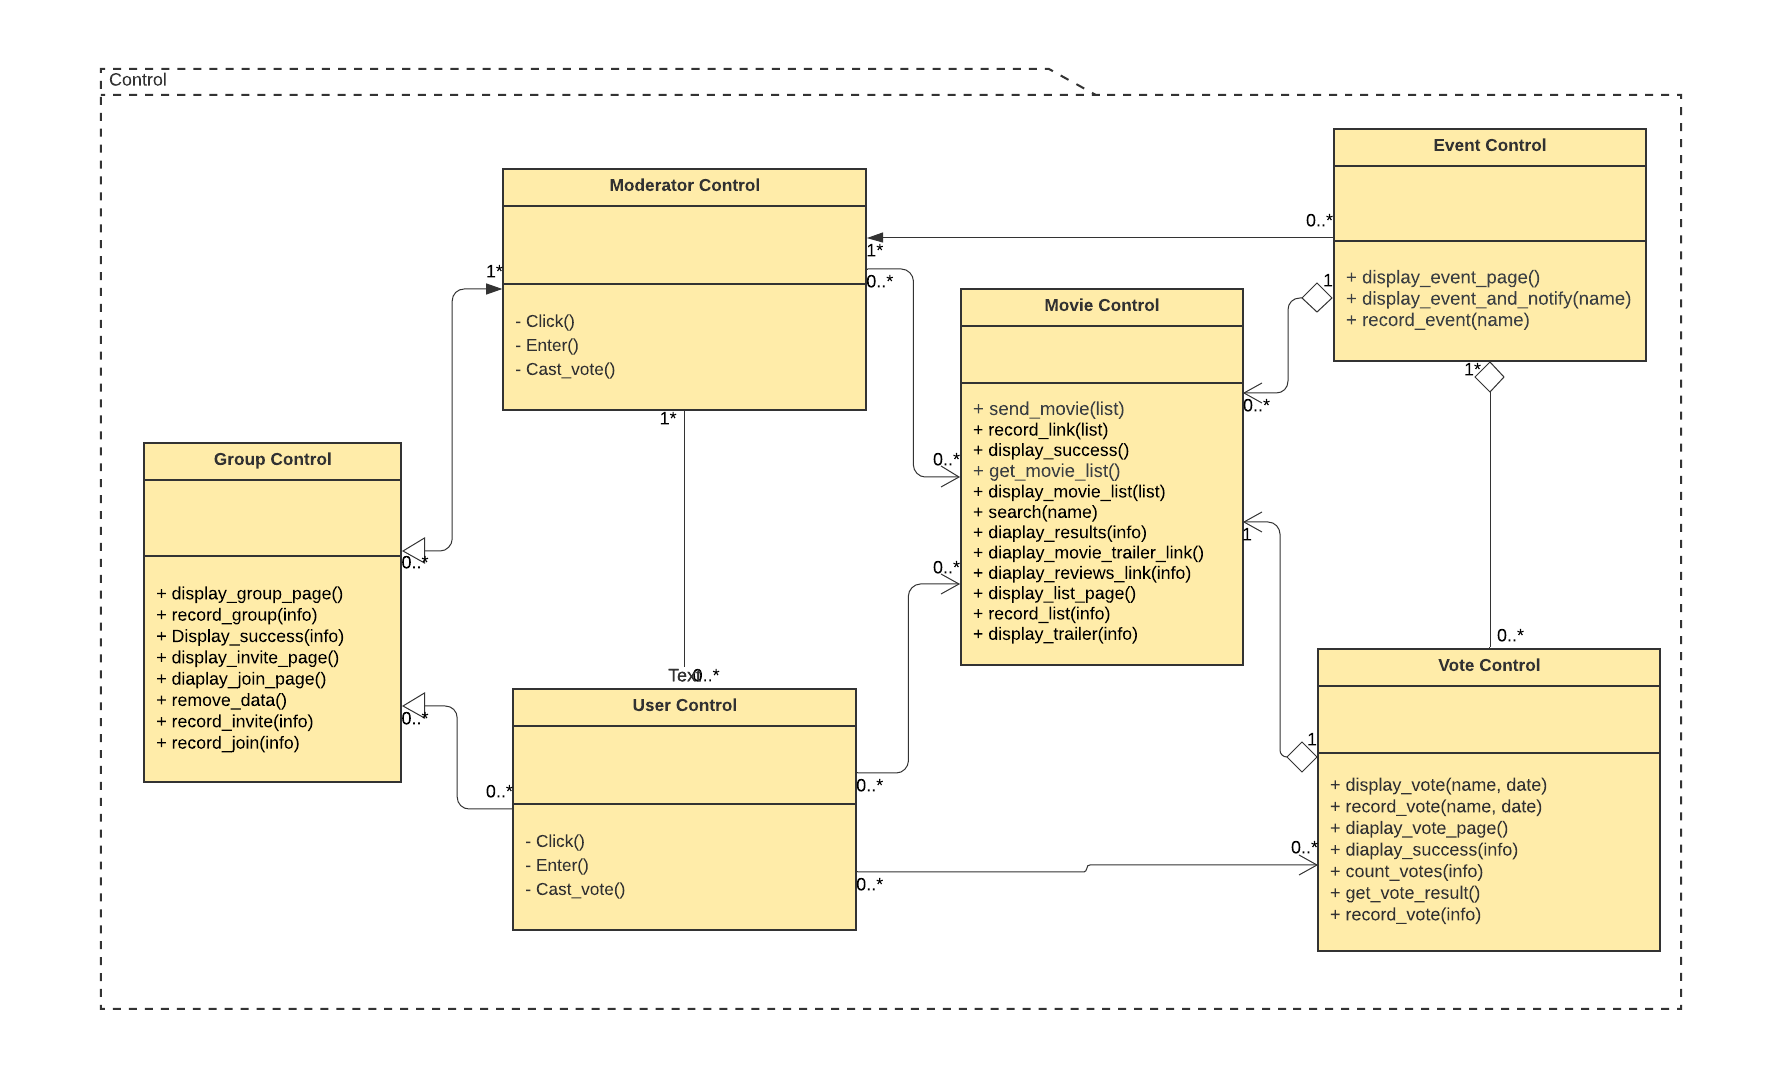 Control
Event Control
0..*
+ display_event_page()
+ display_event_and_notify(name)
+ record_event(name)
1
1*
Moderator Control
1*
1*
0..*
- Click()
- Enter()
- Cast_vote()
1*
Movie Control
0..*
0..*
0..*
1
+ send_movie(list)
+ record_link(list)
+ display_success()
+ get_movie_list()
+ display_movie_list(list)
+ search(name)
+ diaplay_results(info)
+ diaplay_movie_trailer_link()
+ diaplay_reviews_link(info)
+ display_list_page()
+ record_list(info)
+ display_trailer(info)
Group Control
0..*
+ display_group_page()
+ record_group(info)
+ Display_success(info)
+ display_invite_page()
+ diaplay_join_page()
+ remove_data()
+ record_invite(info)
+ record_join(info)
0..*
Text
0..*
User Control
0..*
0..*
- Click()
- Enter()
- Cast_vote()
0..*
0..*
Vote Control
1
0..*
+ display_vote(name, date)
+ record_vote(name, date)
+ diaplay_vote_page()
+ diaplay_success(info)
+ count_votes(info)
+ get_vote_result()
+ record_vote(info)